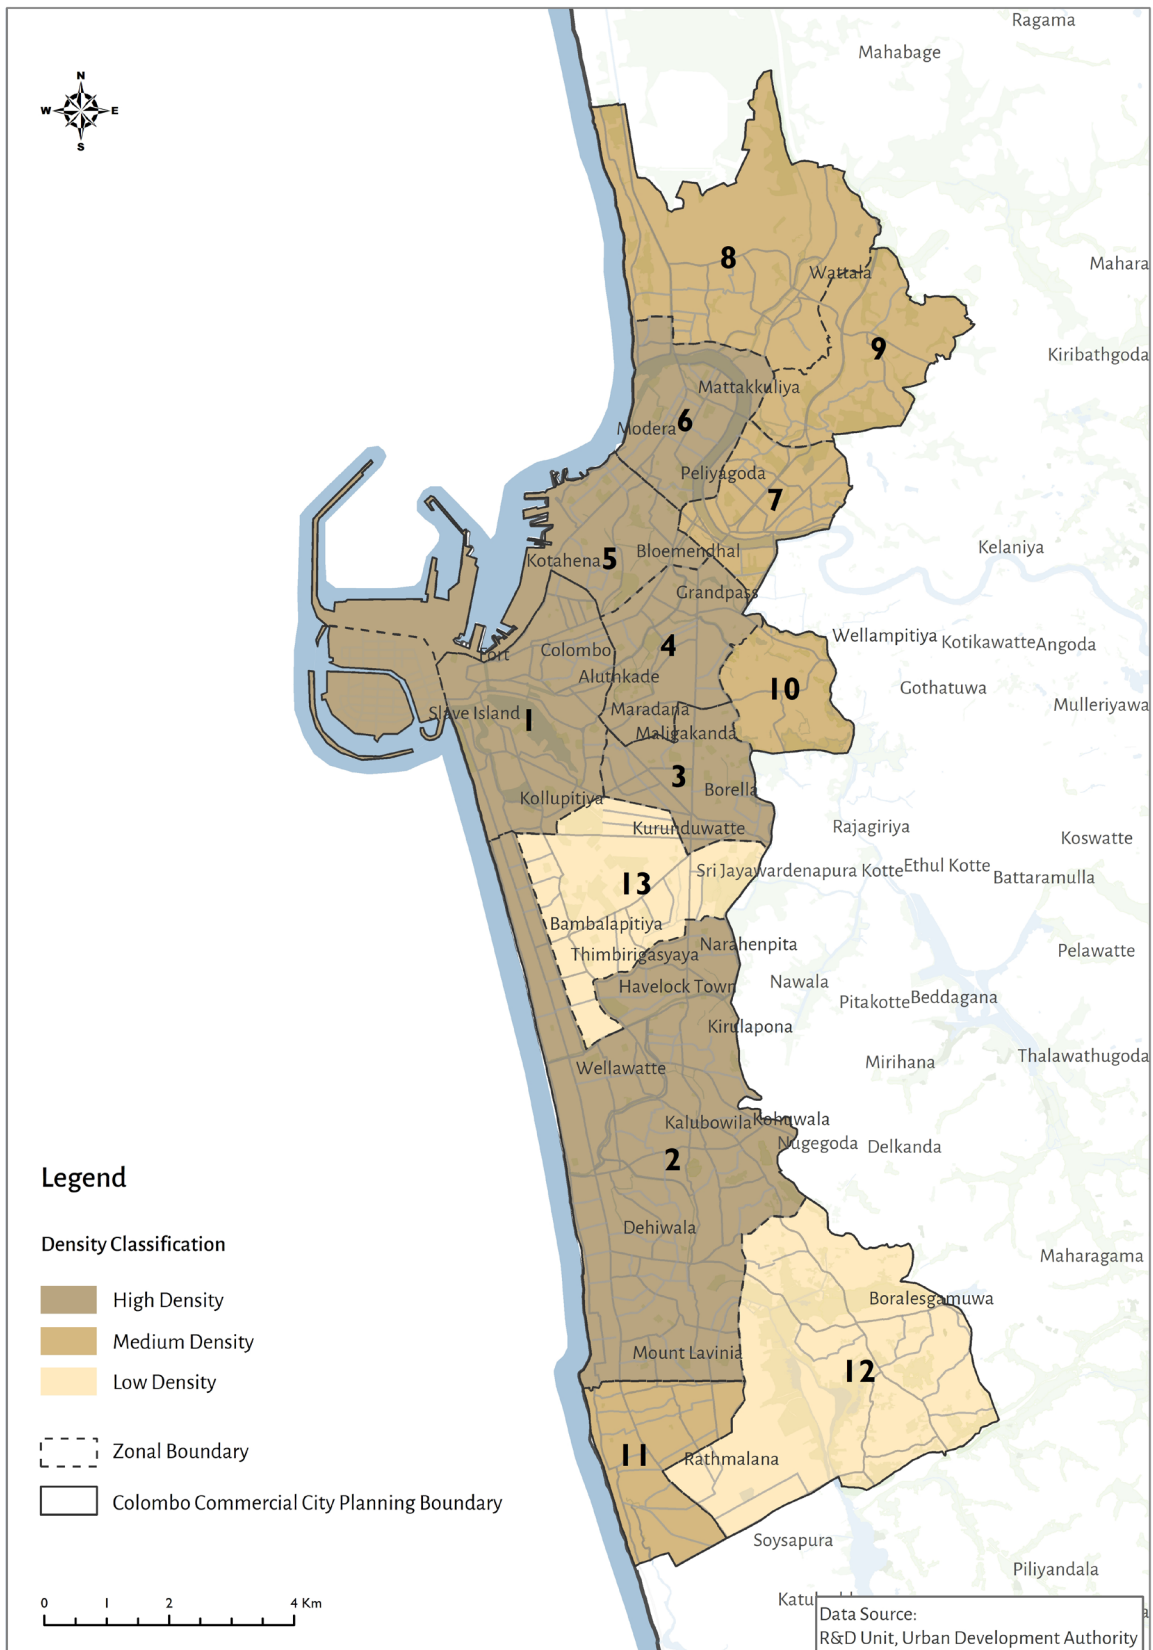 Ragama
Mahabage
N
W E
S
8
Wattala
Mahara
9
Kiribathgoda
Mattakkuliya
Modera 6
Peliyagoda
7
Kotahena 5
Bloemendhal
Kelaniya
Grandpass
Wellampitiya
Kotikawatte
Angoda
4
Fort
Colombo
Aluthkade
10
Gothatuwa
Mulleriyawa
Slave Island
1
Maradana
Maligakanda
3
Borella
Kollupitiya
Kurunduwatte
Rajagiriya
Koswatte
13
Sri Jayawardenapura Kotte
Ethul Kotte
Battaramulla
Bambalapitiya
Thimbirigasyaya
Narahenpita
Pelawatte
Havelock Town
Nawala
Pitakotte
Beddagana
Kirulapona
Wellawatte
Mirihana
Thalawathugoda
Kalubowila
Kohuwala
Nugegoda
Delkanda
2
Dehiwala
Maharagama
Boralesgamuwa
Mount Lavinia
12
11
Rathmalana
Soysapura
Piliyandala
Legend
Density Classification
High Density
Medium Density
Low Density
Zonal Boundary
Colombo Commercial City Planning Boundary
0 1 2 4 Km
Data Source:
R&D Unit, Urban Development Authority